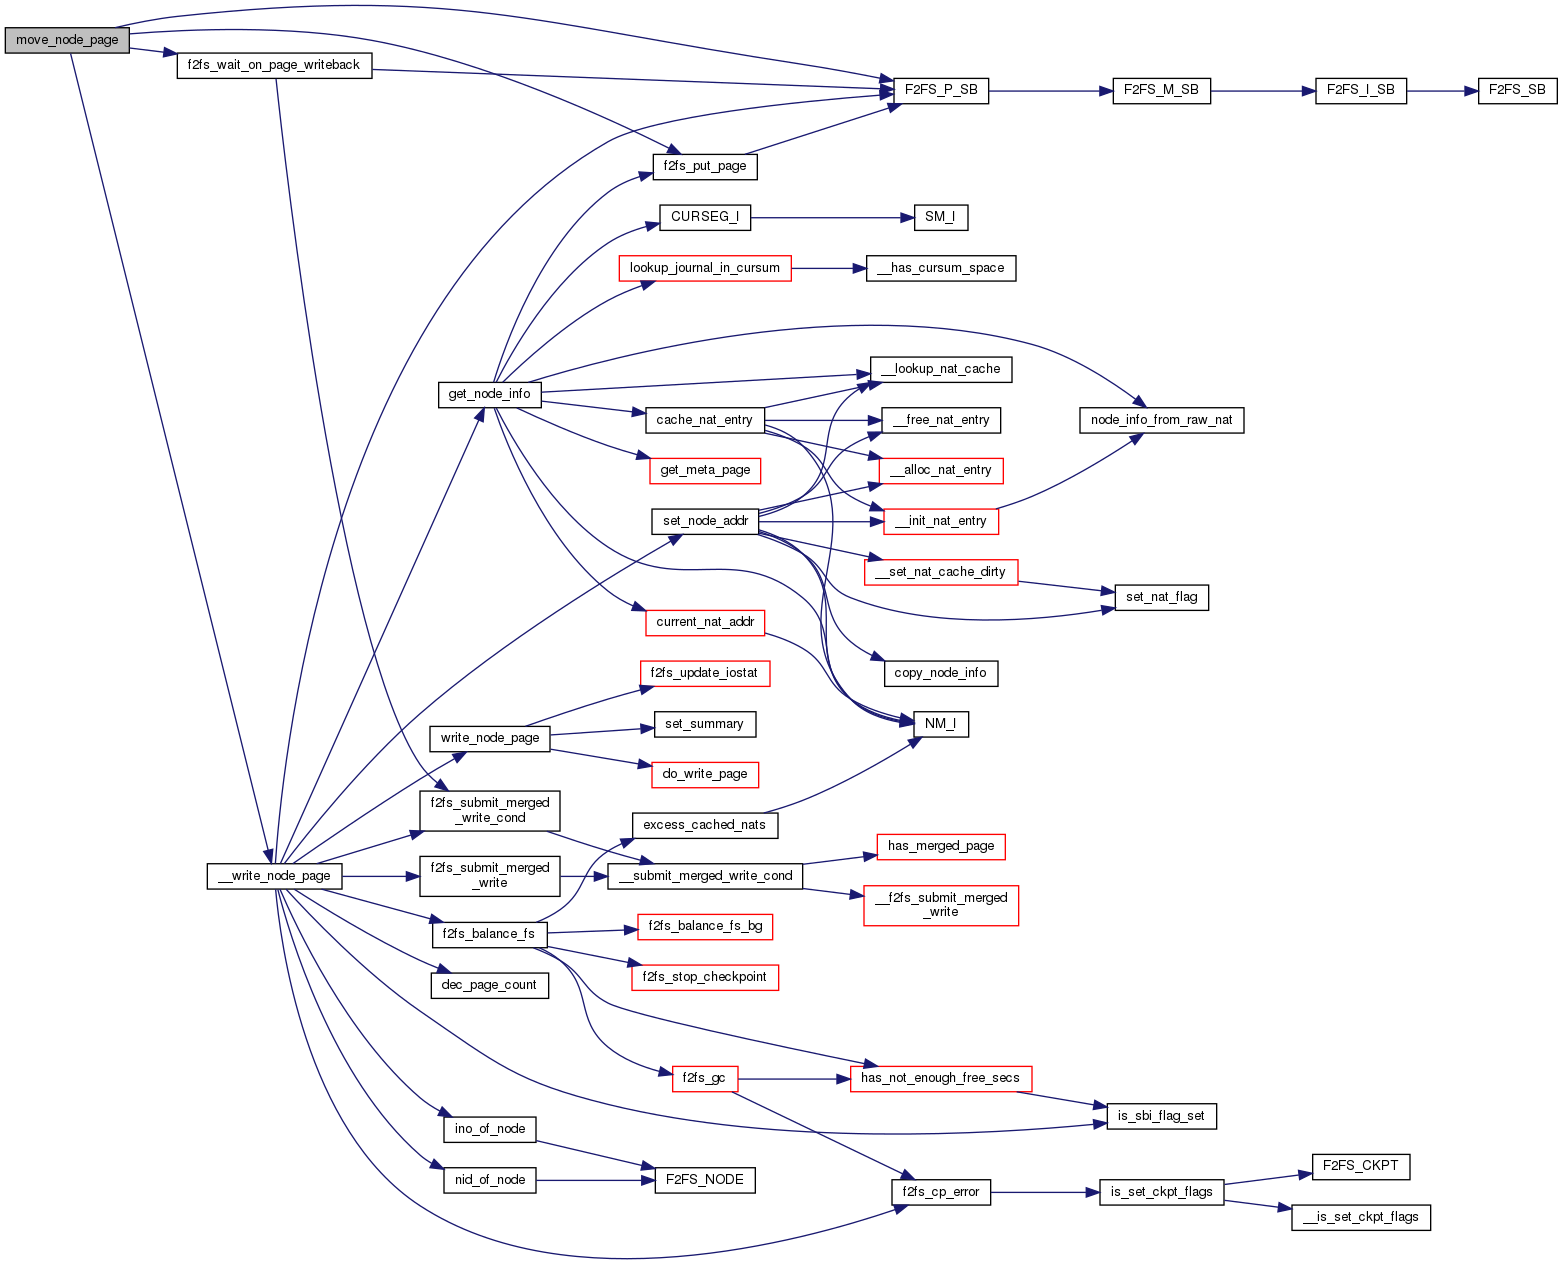 move_node_page
f2fs_wait_on_page_writeback
F2FS_P_SB
F2FS_M_SB
F2FS_I_SB
F2FS_SB
f2fs_put_page
CURSEG_I
SM_I
lookup_journal_in_cursum
__has_cursum_space
get_node_info
__lookup_nat_cache
cache_nat_entry
__free_nat_entry
node_info_from_raw_nat
get_meta_page
__alloc_nat_entry
set_node_addr
__init_nat_entry
__set_nat_cache_dirty
set_nat_flag
current_nat_addr
f2fs_update_iostat
copy_node_info
write_node_page
set_summary
NM_I
do_write_page
f2fs_submit_merged
_write_cond
excess_cached_nats
has_merged_page
__write_node_page
f2fs_submit_merged
_write
__submit_merged_write_cond
__f2fs_submit_merged
_write
f2fs_balance_fs
f2fs_balance_fs_bg
dec_page_count
f2fs_stop_checkpoint
f2fs_gc
has_not_enough_free_secs
is_sbi_flag_set
ino_of_node
nid_of_node
F2FS_NODE
f2fs_cp_error
is_set_ckpt_flags
F2FS_CKPT
__is_set_ckpt_flags